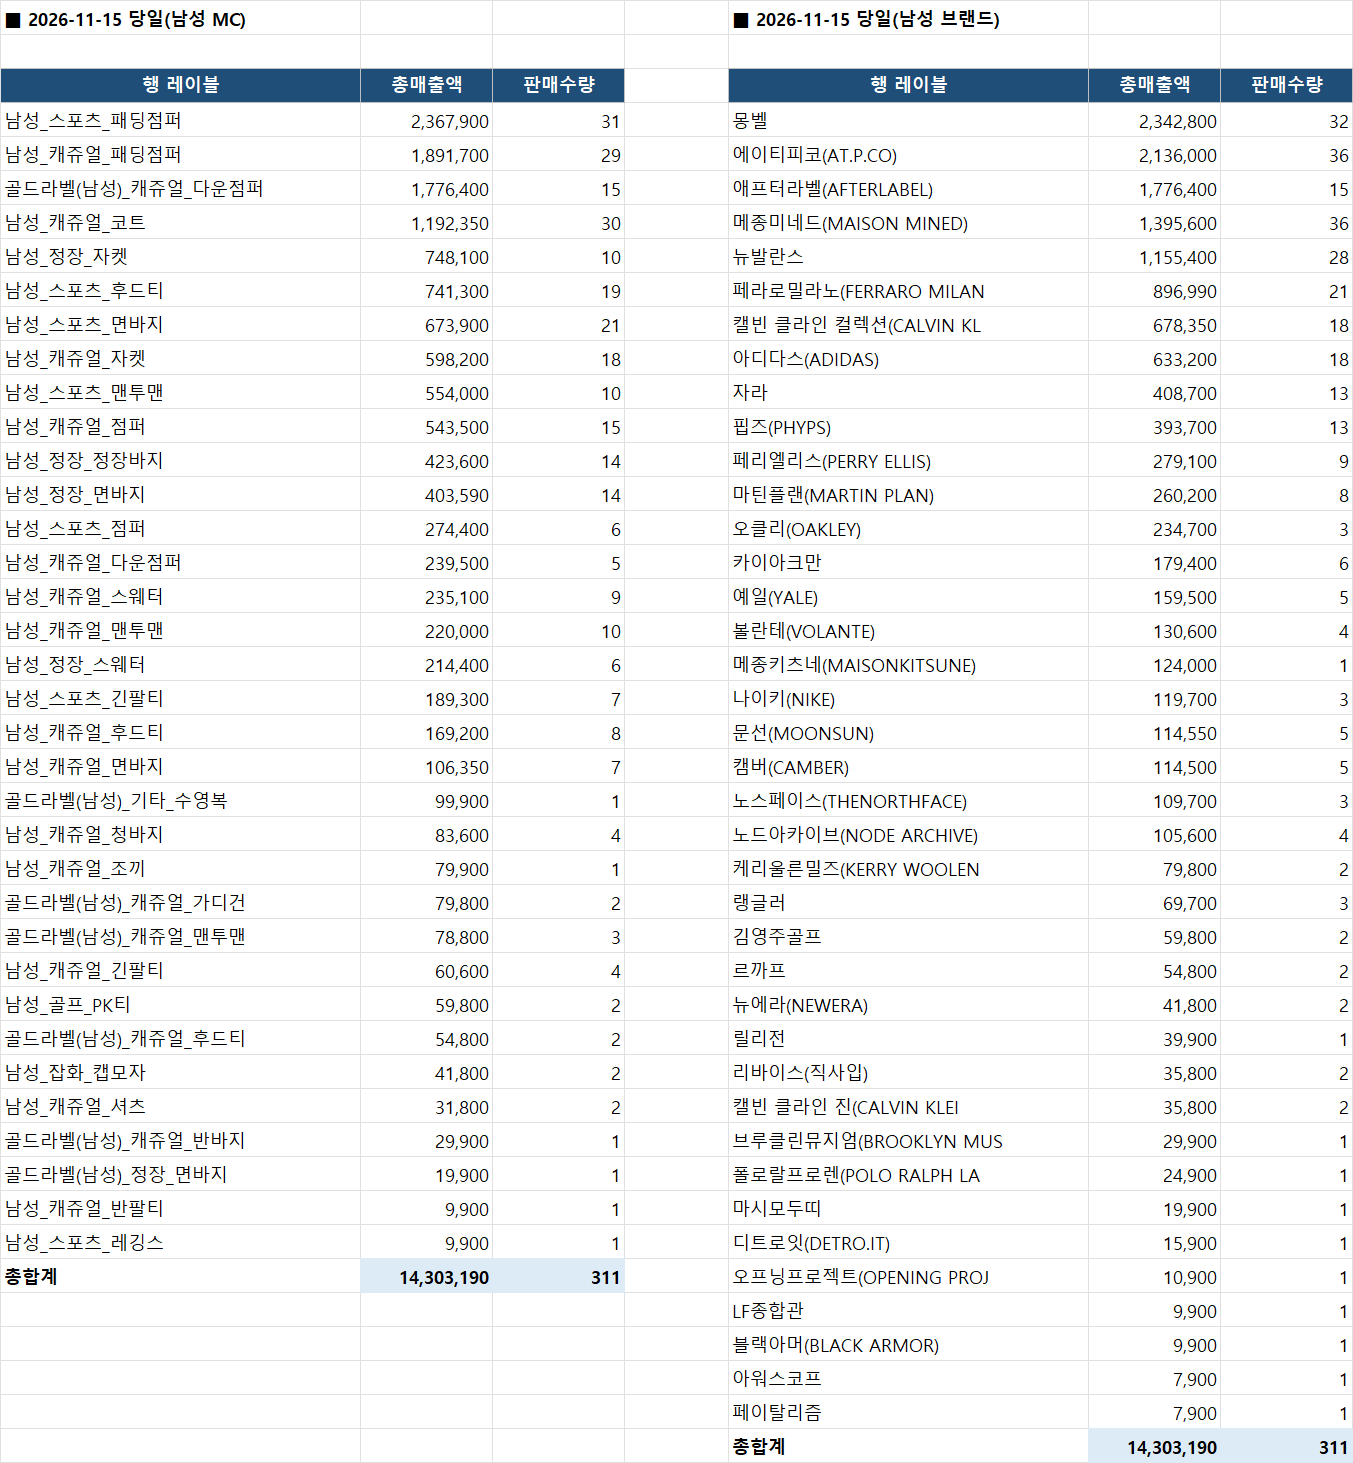 ■ 2026-11-15 당일(남성 MC)
행 레이블 총매출액 판매수량
남성_스포츠_패딩점퍼 2,367,900 31
남성_캐쥬얼_패딩점퍼 1,891,700 29
골드라벨(남성)_캐쥬얼_다운점퍼 1,776,400 15
남성_캐쥬얼_코트 1,192,350 30
남성_정장_자켓 748,100 10
남성_스포츠_후드티 741,300 19
남성_스포츠_면바지 673,900 21
남성_캐쥬얼_자켓 598,200 18
남성_스포츠_맨투맨 554,000 10
남성_캐쥬얼_점퍼 543,500 15
남성_정장_정장바지 423,600 14
남성_정장_면바지 403,590 14
남성_스포츠_점퍼 274,400 6
남성_캐쥬얼_다운점퍼 239,500 5
남성_캐쥬얼_스웨터 235,100 9
남성_캐쥬얼_맨투맨 220,000 10
남성_정장_스웨터 214,400 6
남성_스포츠_긴팔티 189,300 7
남성_캐쥬얼_후드티 169,200 8
남성_캐쥬얼_면바지 106,350 7
골드라벨(남성)_기타_수영복 99,900 1
남성_캐쥬얼_청바지 83,600 4
남성_캐쥬얼_조끼 79,900 1
골드라벨(남성)_캐쥬얼_가디건 79,800 2
골드라벨(남성)_캐쥬얼_맨투맨 78,800 3
남성_캐쥬얼_긴팔티 60,600 4
남성_골프_PK티 59,800 2
골드라벨(남성)_캐쥬얼_후드티 54,800 2
남성_잡화_캡모자 41,800 2
남성_캐쥬얼_셔츠 31,800 2
골드라벨(남성)_캐쥬얼_반바지 29,900 1
골드라벨(남성)_정장_면바지 19,900 1
남성_캐쥬얼_반팔티 9,900 1
남성_스포츠_레깅스 9,900 1
총합계 14,303,190 311
■ 2026-11-15 당일(남성 브랜드)
행 레이블 총매출액 판매수량
몽벨 2,342,800 32
에이티피코(AT.P.CO) 2,136,000 36
애프터라벨(AFTERLABEL) 1,776,400 15
메종미네드(MAISON MINED) 1,395,600 36
뉴발란스 1,155,400 28
페라로밀라노(FERRARO MILAN 896,990 21
캘빈 클라인 컬렉션(CALVIN KL 678,350 18
아디다스(ADIDAS) 633,200 18
자라 408,700 13
핍즈(PHYPS) 393,700 13
페리엘리스(PERRY ELLIS) 279,100 9
마틴플랜(MARTIN PLAN) 260,200 8
오클리(OAKLEY) 234,700 3
카이아크만 179,400 6
예일(YALE) 159,500 5
볼란테(VOLANTE) 130,600 4
메종키츠네(MAISONKITSUNE) 124,000 1
나이키(NIKE) 119,700 3
문선(MOONSUN) 114,550 5
캠버(CAMBER) 114,500 5
노스페이스(THENORTHFACE) 109,700 3
노드아카이브(NODE ARCHIVE) 105,600 4
케리울른밀즈(KERRY WOOLEN 79,800 2
랭글러 69,700 3
김영주골프 59,800 2
르까프 54,800 2
뉴에라(NEWERA) 41,800 2
릴리전 39,900 1
리바이스(직사입) 35,800 2
캘빈 클라인 진(CALVIN KLEI 35,800 2
브루클린뮤지엄(BROOKLYN MUS 29,900 1
폴로랄프로렌(POLO RALPH LA 24,900 1
마시모두띠 19,900 1
디트로잇(DETRO.IT) 15,900 1
오프닝프로젝트(OPENING PROJ 10,900 1
LF종합관 9,900 1
블랙아머(BLACK ARMOR) 9,900 1
아워스코프 7,900 1
페이탈리즘 7,900 1
총합계 14,303,190 311